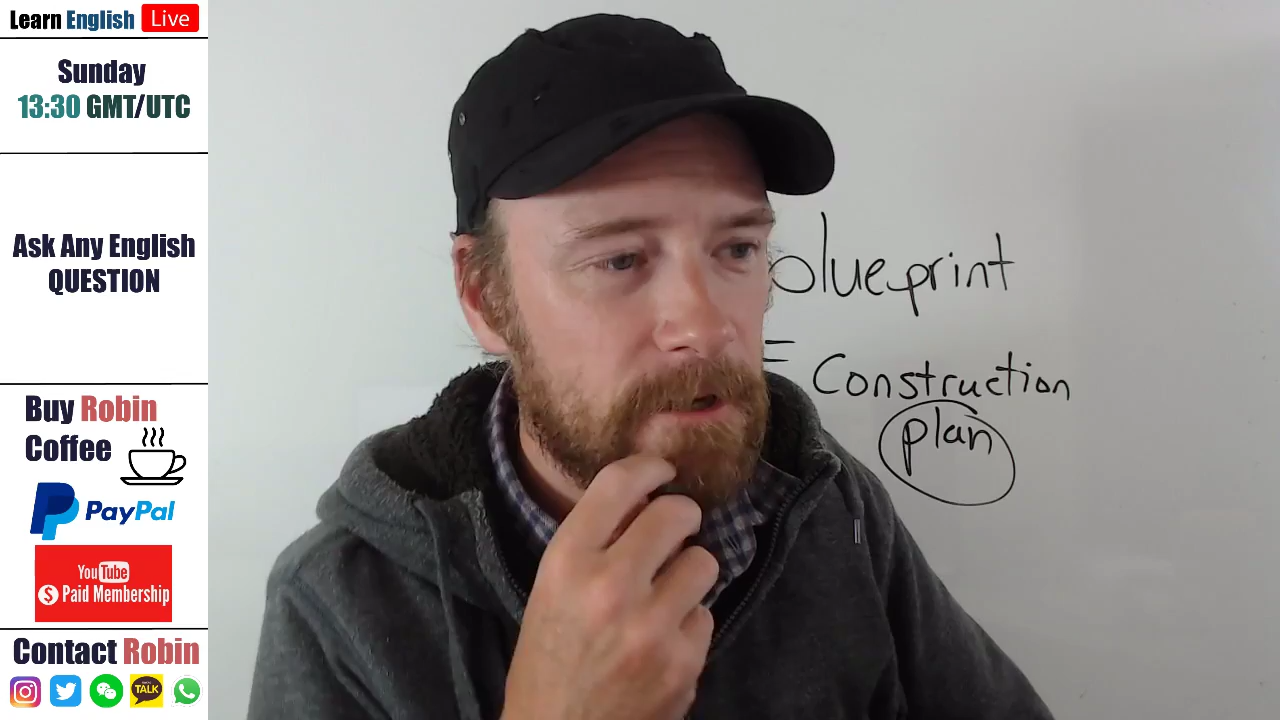 Learn English Live
Sunday
13:30 GMT/UTC
Ask Any English
QUESTION
Buy Robin
Coffee
PayPal
YouTube
$ Paid Membership
Contact Robin
TALK
blueprint
= Construction
plan